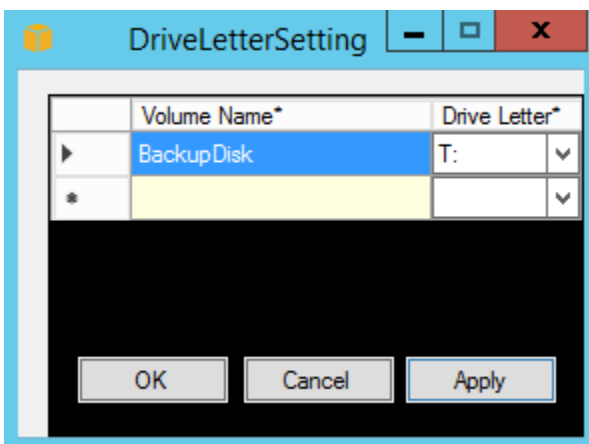 DriveLetterSetting
Volume Name* Drive Letter*
BackupDisk T:
OK Cancel Apply